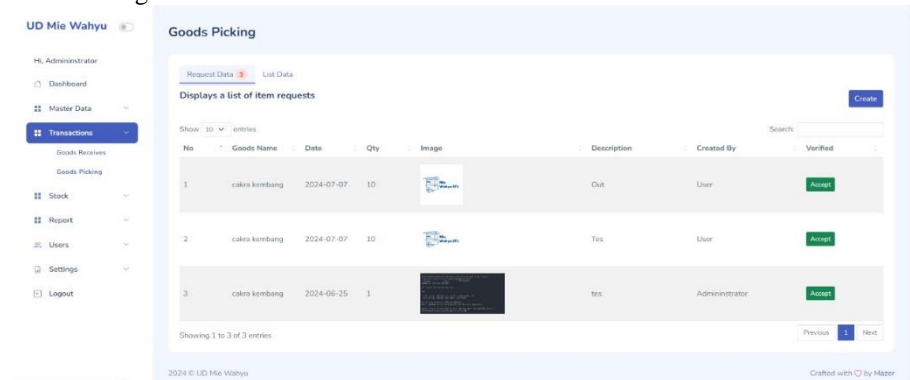 UD Mie Wahyu
Hi, Admininstrator
Dashboard
Master Data
Transactions
Goods Receives
Goods Picking
Stock
Report
Users
Settings
Logout
Goods Picking
Request Data 3 List Data
Displays a list of item requests
Create
Show 10 entries
Search:
No Goods Name Date Qty Image Description Created By Verified
1 cakra kembang 2024-07-07 10 Out User Accept
2 cakra kembang 2024-07-07 10 Tes User Accept
3 cakra kembang 2024-06-25 1 tes Admininstrator Accept
Showing 1 to 3 of 3 entries
Previous 1 Next
2024 © UD Mie Wahyu
Crafted with by Mazer